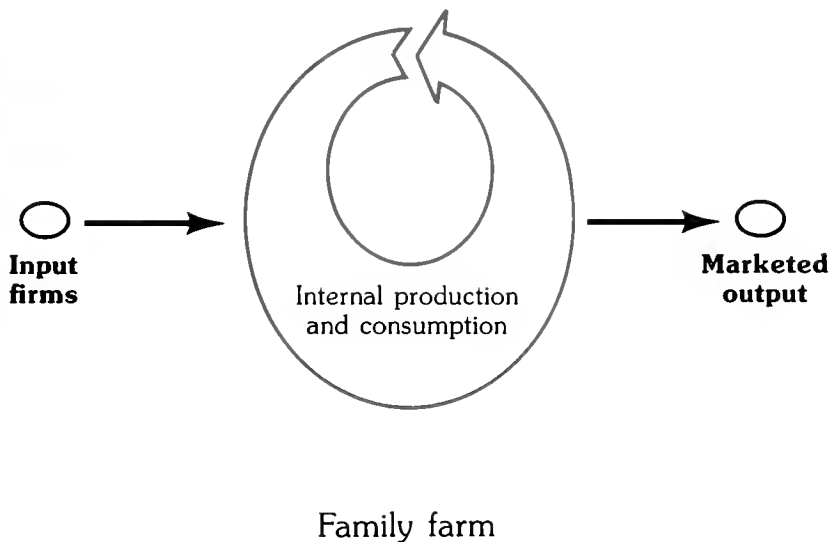 Input
firms
Internal production
and consumption
Marketed
output
Family farm